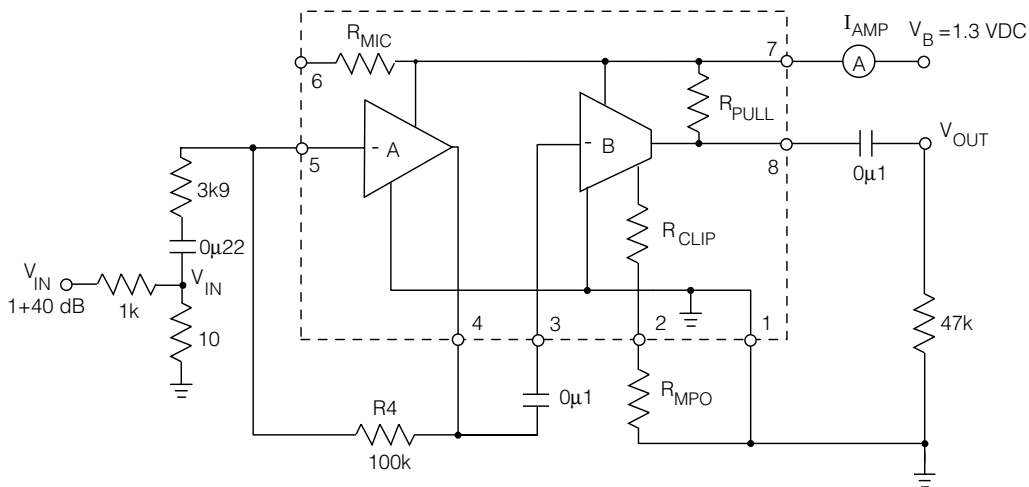 I_AMP
V_B =1.3 VDC
R_MIC
7
A
6
R_PULL
- A
- B
V_OUT
5
8
0µ1
3k9
R_CLIP
0µ22
V_IN
V_IN
1+40 dB
1k
10
4
3
2
1
47k
0µ1
R_MPO
R4
100k